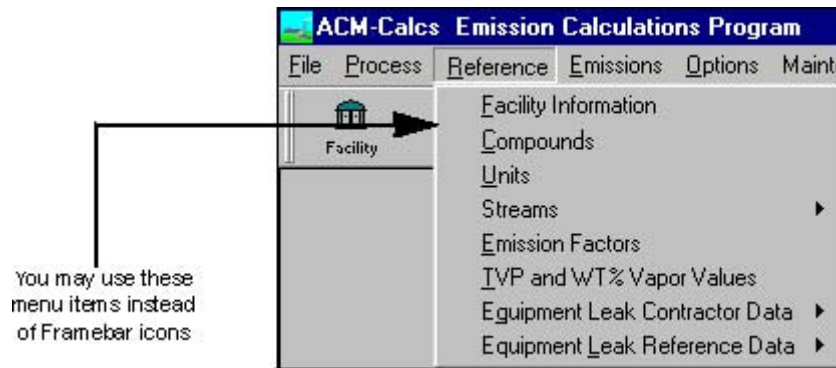 ACM-Calcs Emission Calculations Program
File Process Reference Emissions Options Maint
Facility
Facility Information
Compounds
Units
Streams
Emission Factors
TVP and WT% Vapor Values
Equipment Leak Contractor Data
Equipment Leak Reference Data
You may use these
menu items instead
of Framebar icons